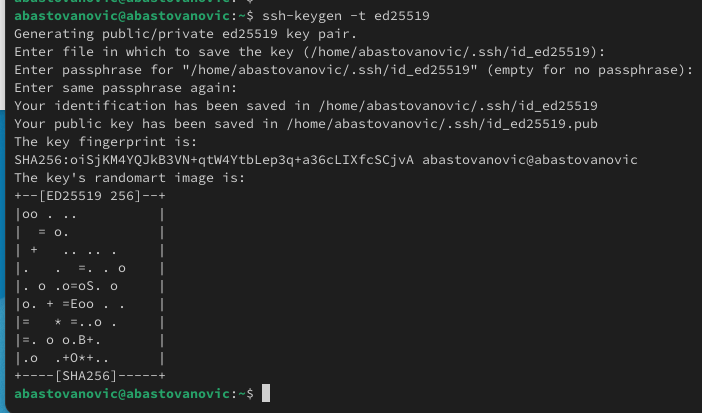 abastovanovic@abastovanovic:~$ ssh-keygen -t ed25519
Generating public/private ed25519 key pair.
Enter file in which to save the key (/home/abastovanovic/.ssh/id_ed25519):
Enter passphrase for "/home/abastovanovic/.ssh/id_ed25519" (empty for no passphrase):
Enter same passphrase again:
Your identification has been saved in /home/abastovanovic/.ssh/id_ed25519
Your public key has been saved in /home/abastovanovic/.ssh/id_ed25519.pub
The key fingerprint is:
SHA256:oiSjKM4YQJkB3VN+qtW4YtbLep3q+a36cLIXfcSCjvA abastovanovic@abastovanovic
The key's randomart image is:
+--[ED25519 256]--+
|oo . ..          |
|  = o.           |
| +   .. .. .     |
|.   .  =. . o    |
|. o .o=oS. o     |
|o. + =Eoo . .    |
|=   * =..o .     |
|=. o o.B+.       |
|.o  .+O*+..      |
+----[SHA256]-----+
abastovanovic@abastovanovic:~$